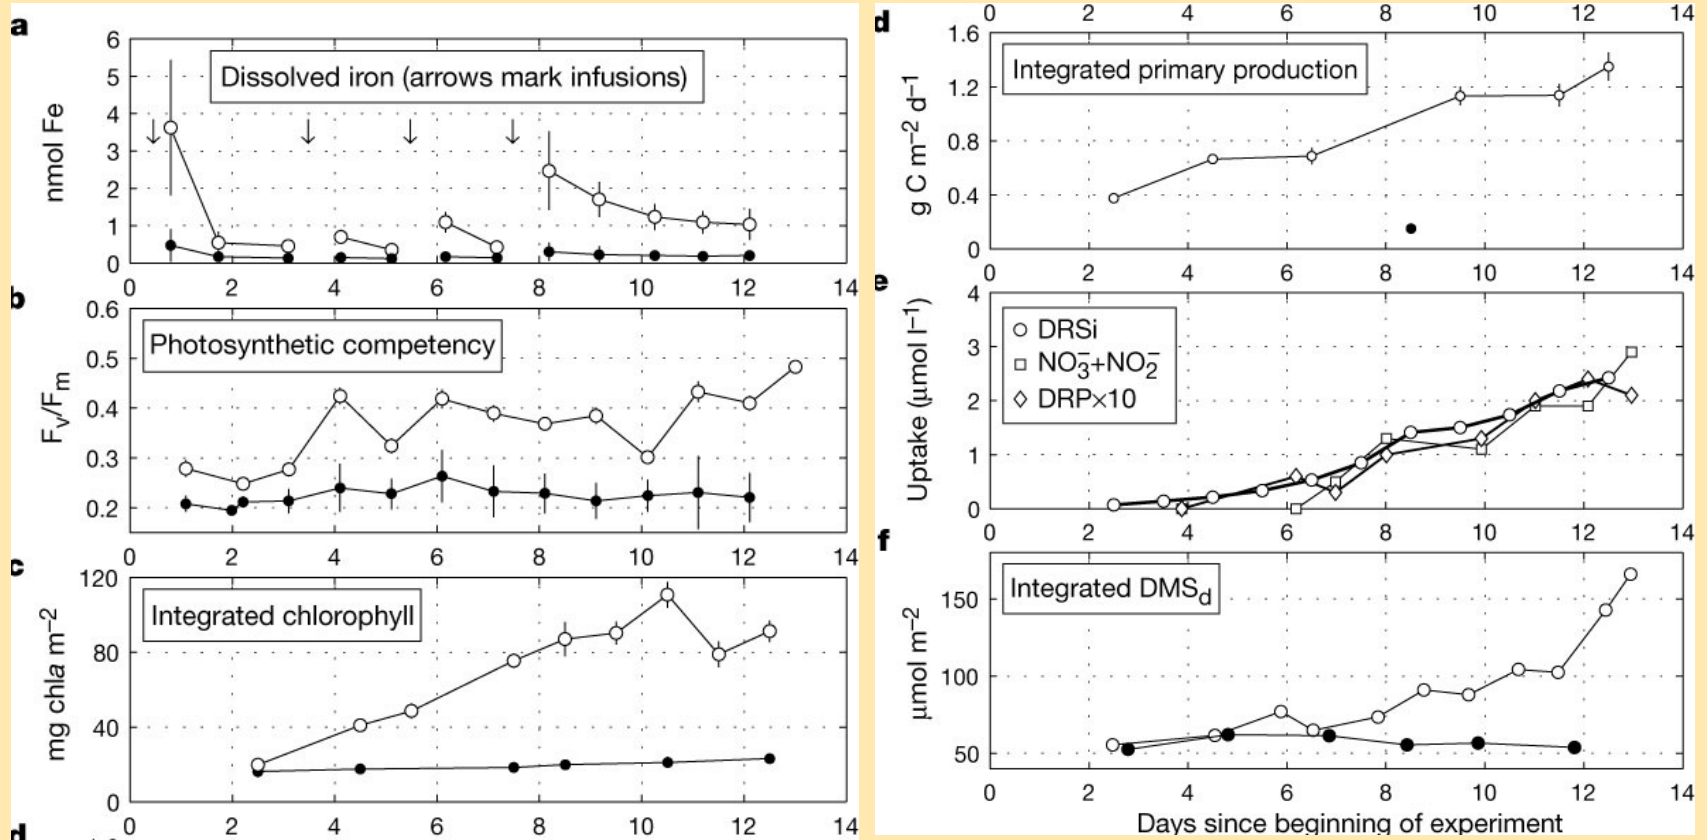 a
Dissolved iron (arrows mark infusions)
nmol Fe
6
5
4
3
2
1
0
0 2 4 6 8 10 12 14
b
Photosynthetic competency
Fv/Fm
0.6
0.5
0.4
0.3
0.2
0 2 4 6 8 10 12 14
c
Integrated chlorophyll
mg chla m⁻²
120
80
40
0
0 2 4 6 8 10 12 14
d
0 2 4 6 8 10 12 14
d
Integrated primary production
g C m⁻² d⁻¹
1.6
1.2
0.8
0.4
0
0 2 4 6 8 10 12 14
e
DRSi
NO₃⁻+NO₂⁻
DRP×10
Uptake (μmol l⁻¹)
4
3
2
1
0
0 2 4 6 8 10 12 14
f
Integrated DMSd
μmol m⁻²
150
100
50
0 2 4 6 8 10 12 14
Days since beginning of experiment